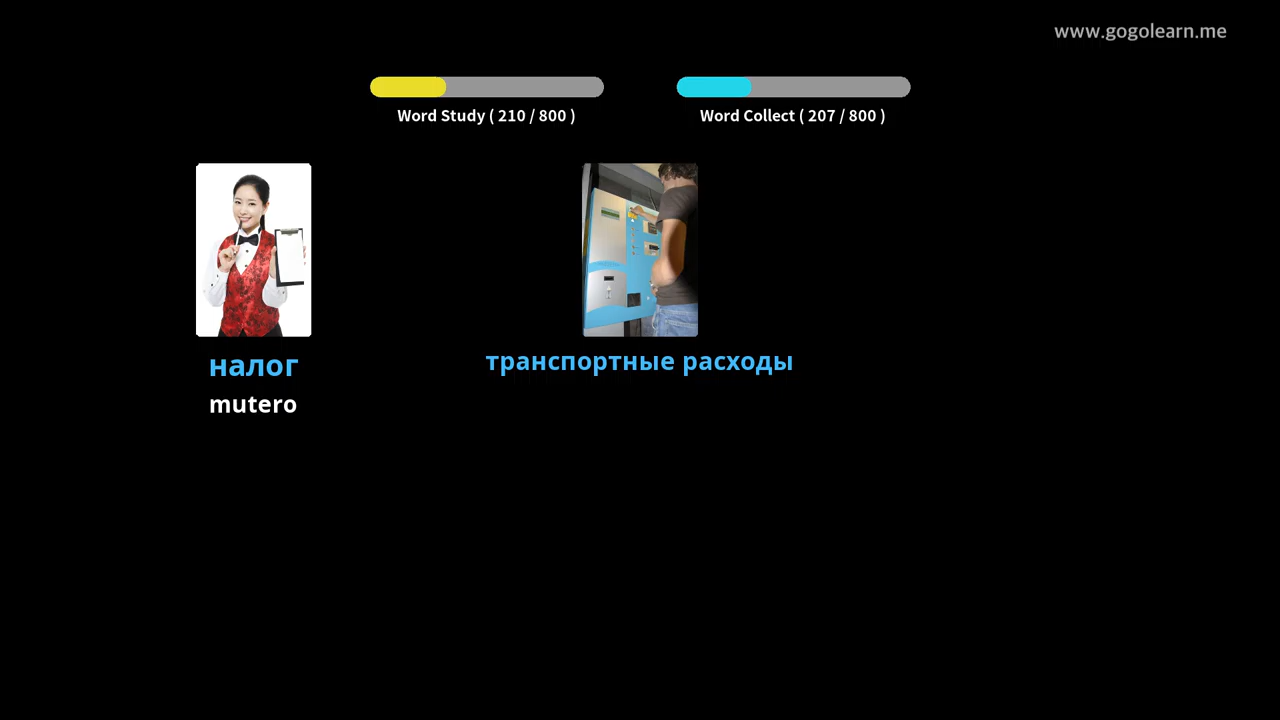 www.gogolearn.me
Word Study ( 210 / 800 )
Word Collect ( 207 / 800 )
налог
mutero
транспортные расходы